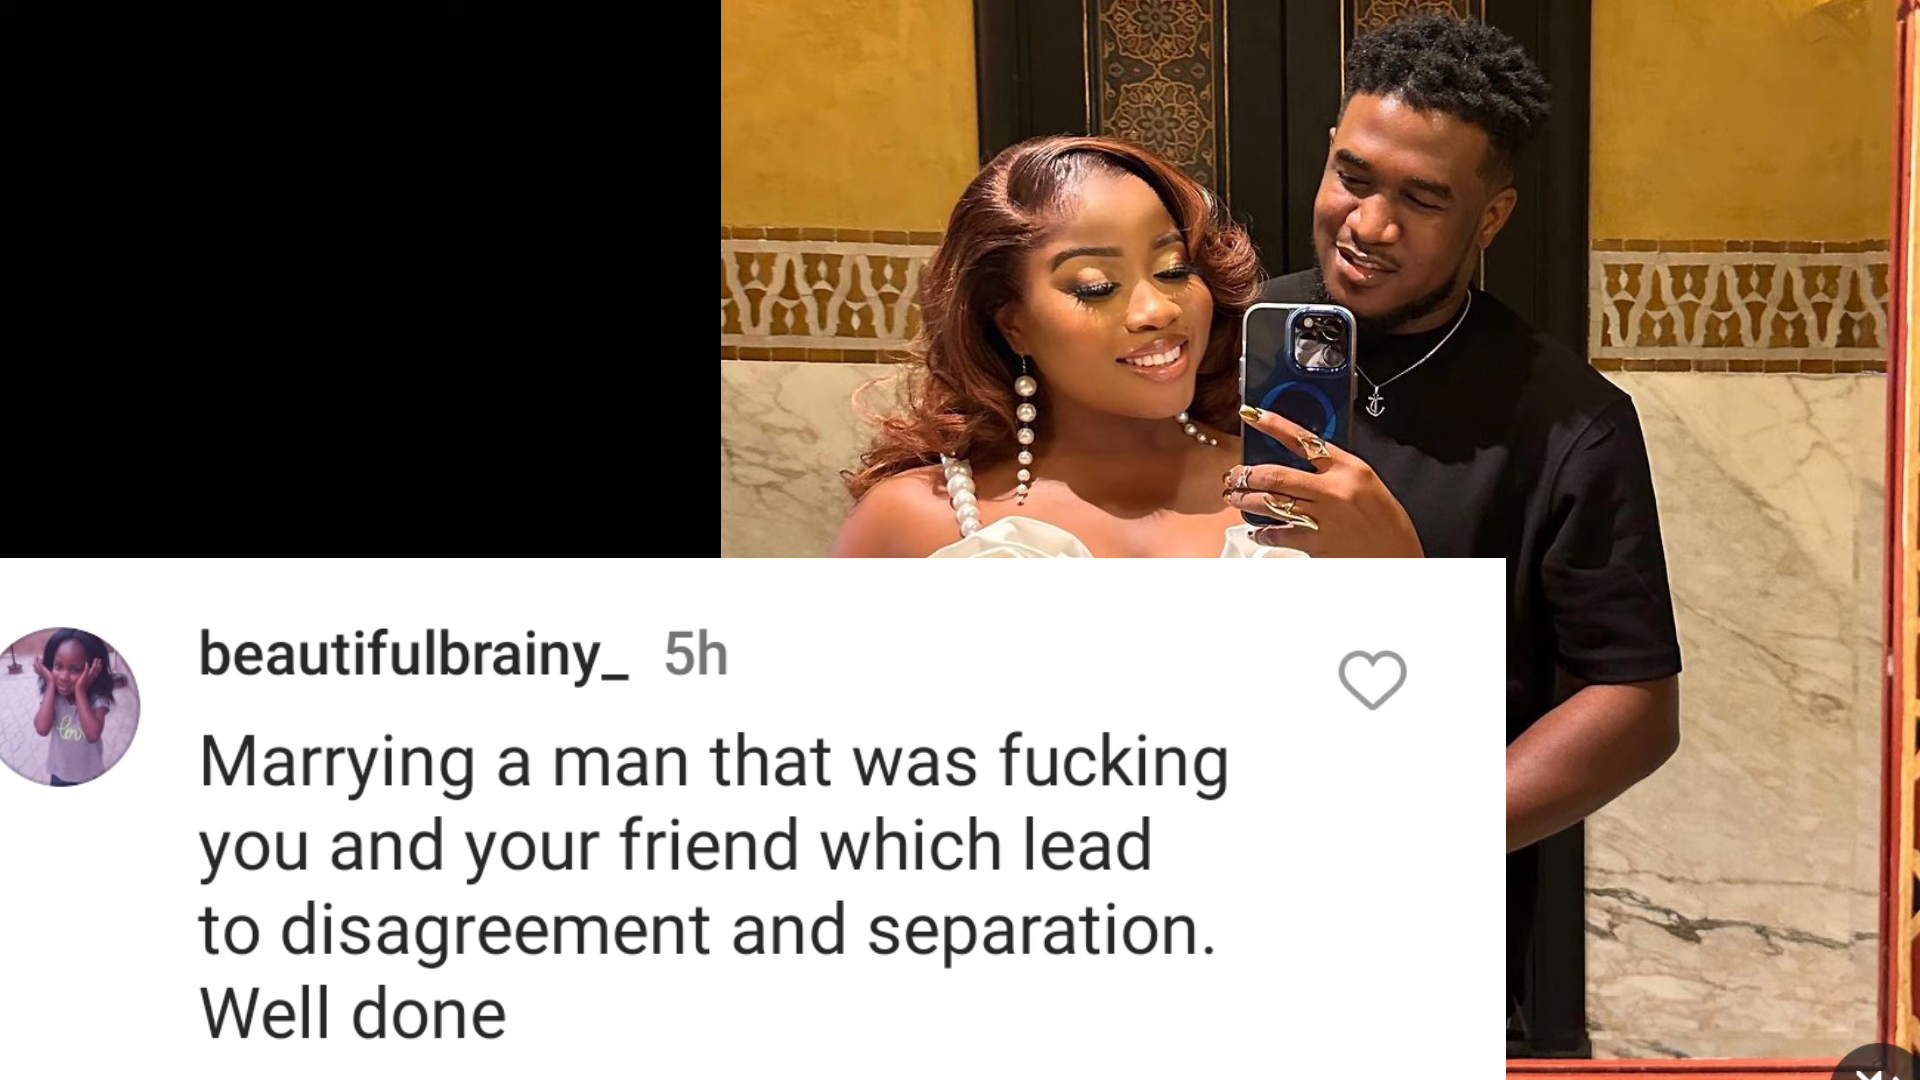 beautifulbrainy_ 5h
Marrying a man that was fucking
you and your friend which lead
to disagreement and separation.
Well done